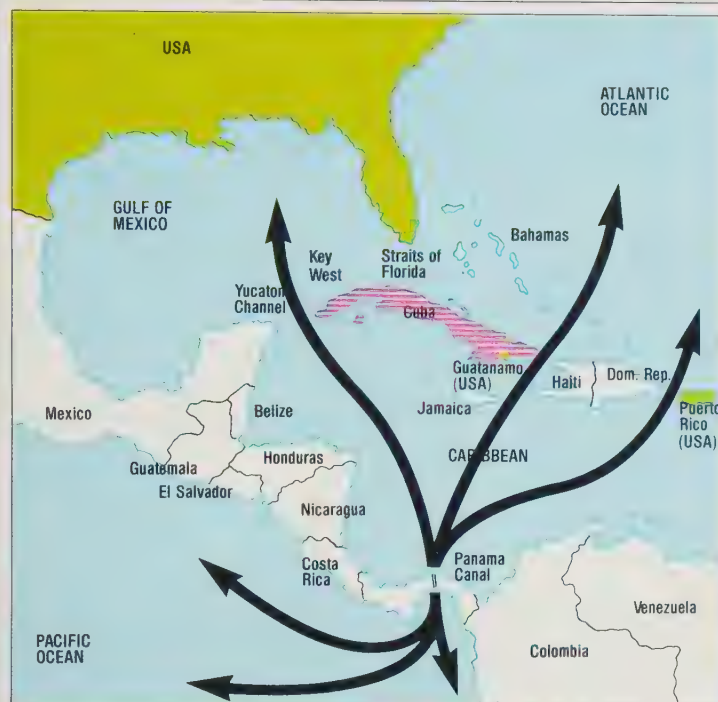 USA
ATLANTIC
OCEAN
GULF OF
MEXICO
Bahamas
Key
West
Straits of
Florida
Yucaton
Channel
Cuba
Guatanamo
(USA)
Haiti
Dom. Rep.
Jamaica
Puerto
Rico
(USA)
Mexico
Belize
CARIBBEAN
Guatemala
Honduras
El Salvador
Nicaragua
Costa
Rica
Panama
Canal
Venezuela
PACIFIC
OCEAN
Colombia